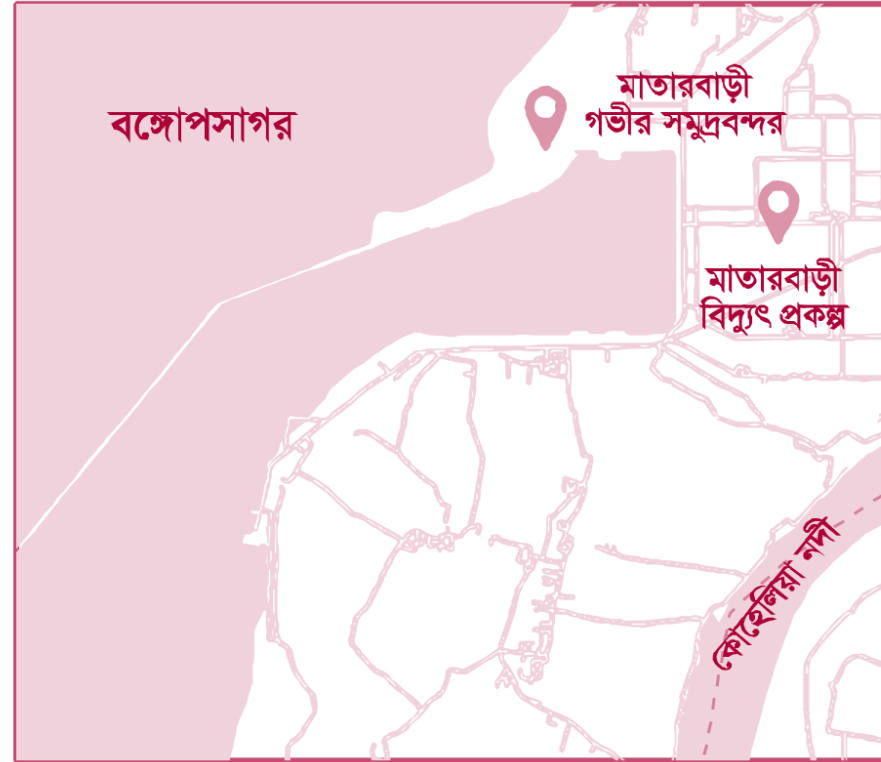 বঙ্গোপসাগর
মাতারবাড়ী
গভীর সমুদ্রবন্দর
মাতারবাড়ী
বিদ্যুৎ প্রকল্প
কোহেলিয়া নদী